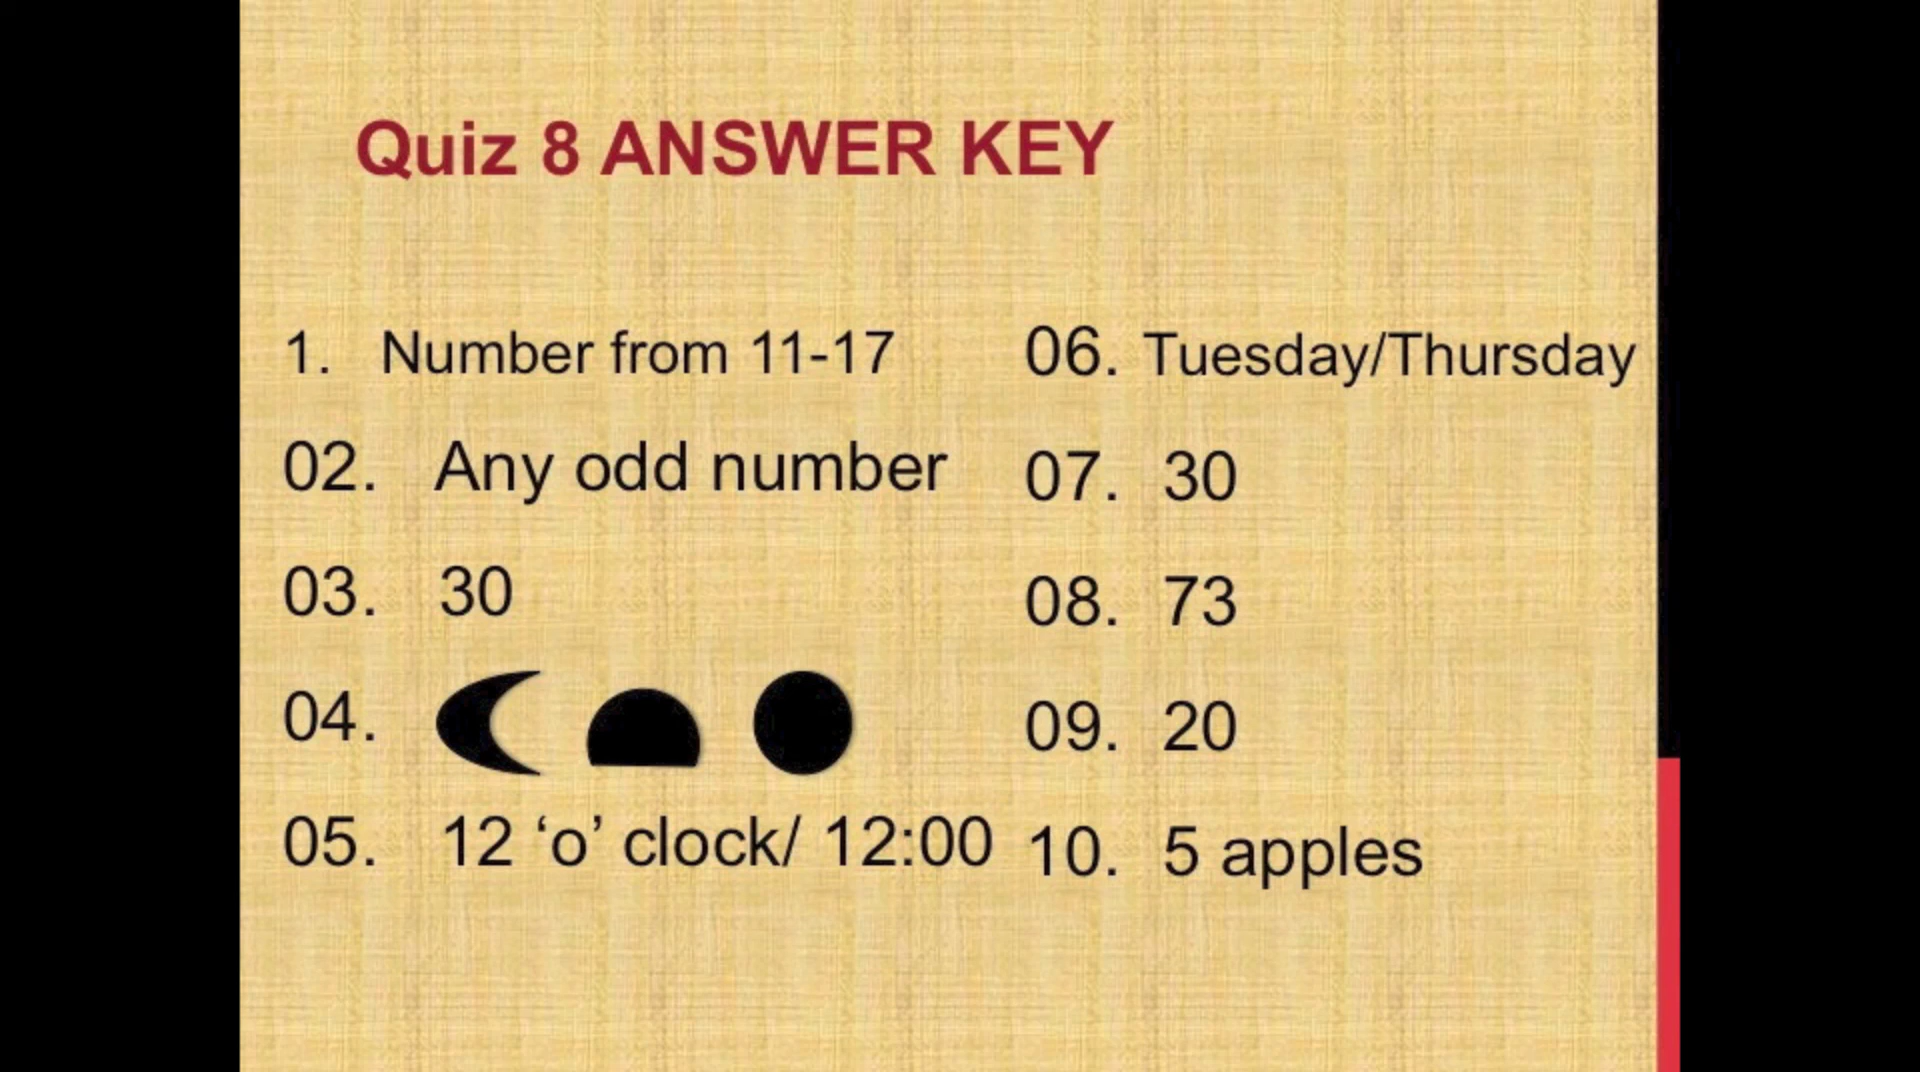 Quiz 8 ANSWER KEY
1. Number from 11-17
02. Any odd number
03. 30
04.
05. 12 ‘o’ clock/ 12:00
06. Tuesday/Thursday
07. 30
08. 73
09. 20
10. 5 apples